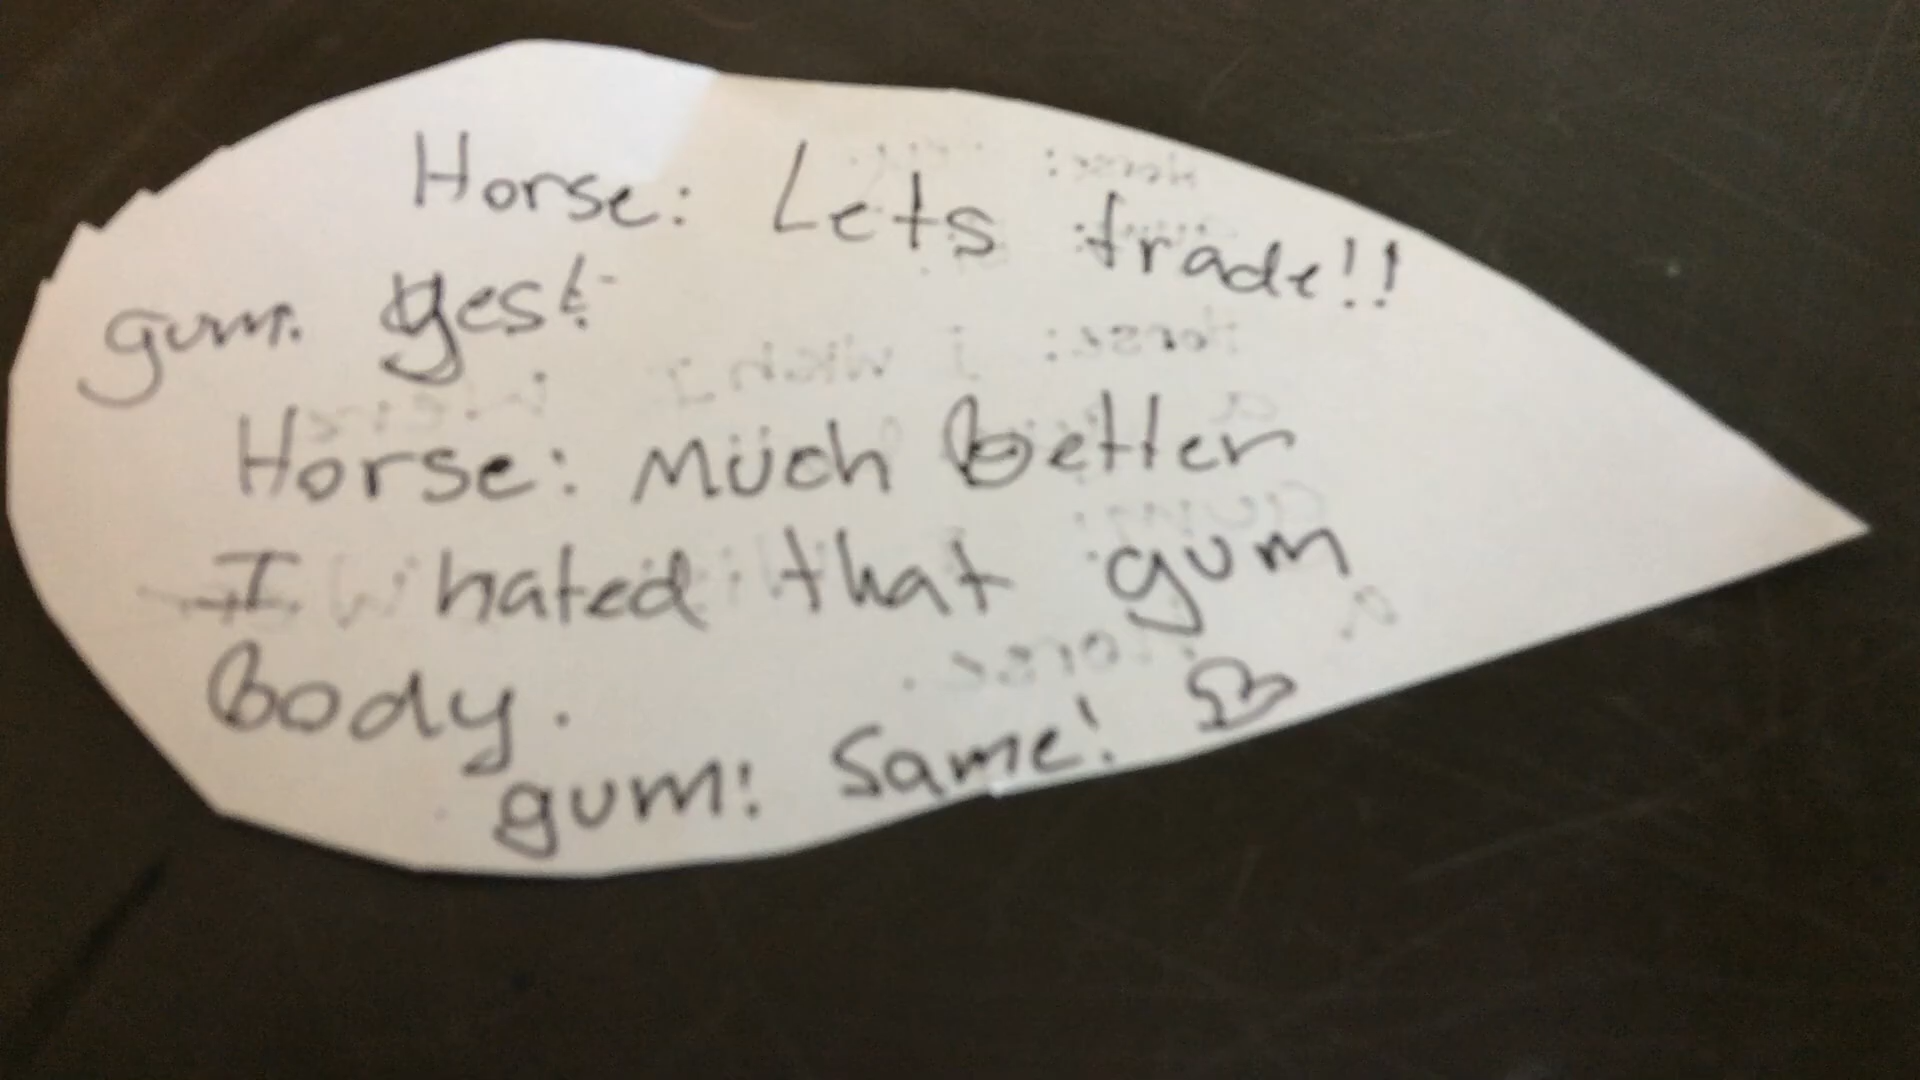 Horse: Lets trade!!
gum. yes!
Horse: Much better
I hated that gum
Body.
gum: Same!